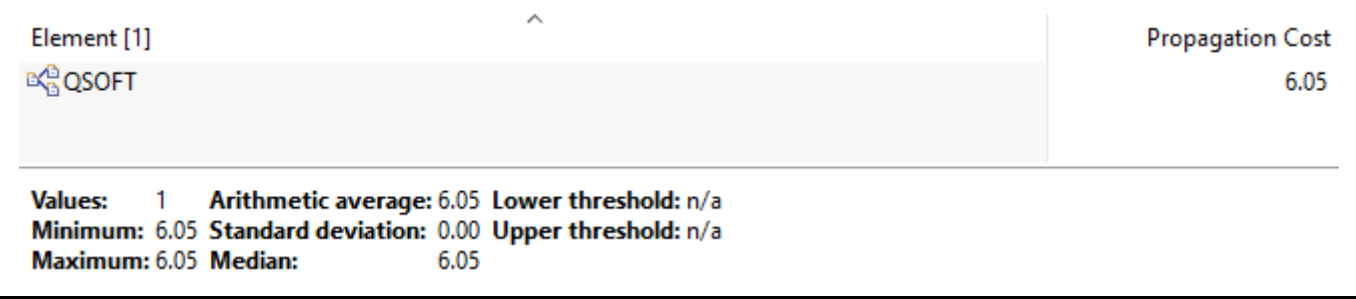 Element [1] Propagation Cost
QSOFT 6.05
Values: 1 Arithmetic average: 6.05 Lower threshold: n/a
Minimum: 6.05 Standard deviation: 0.00 Upper threshold: n/a
Maximum: 6.05 Median: 6.05